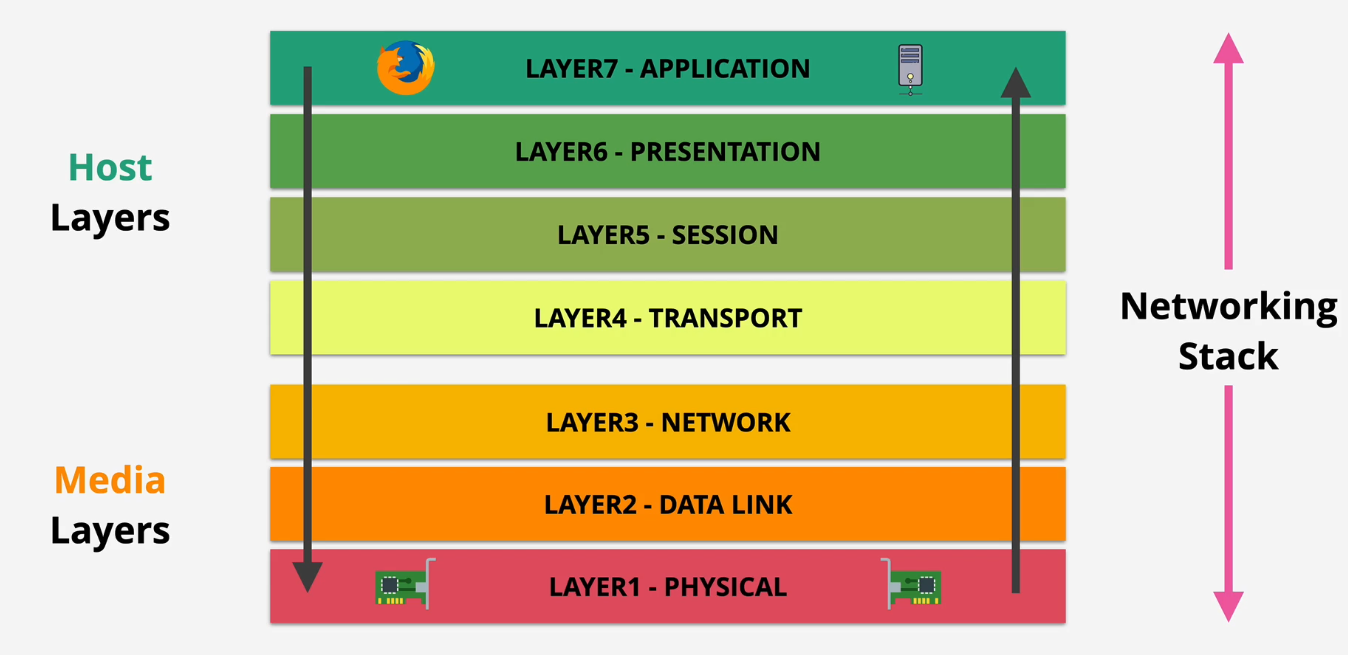 LAYER7 - APPLICATION
LAYER6 - PRESENTATION
Host
Layers
LAYER5 - SESSION
LAYER4 - TRANSPORT
Networking
Stack
LAYER3 - NETWORK
Media
Layers
LAYER2 - DATA LINK
LAYER1 - PHYSICAL